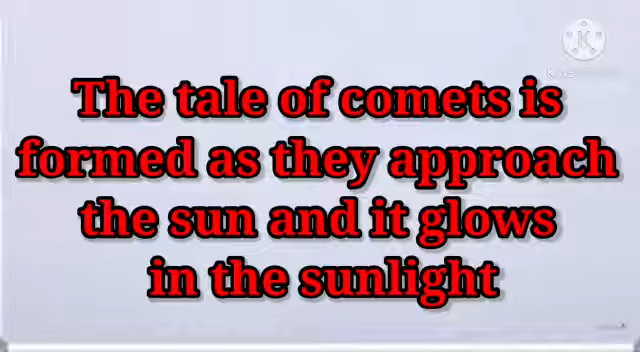 The tale of comets is
formed as they approach
the sun and it glows
in the sunlight